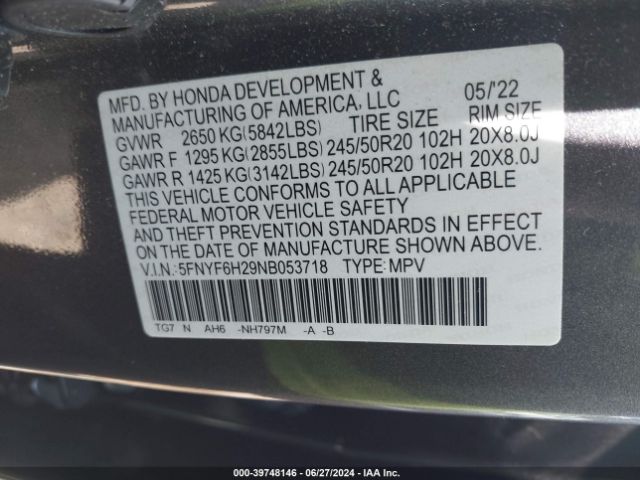 MFD. BY HONDA DEVELOPMENT & 05/'22
MANUFACTURING OF AMERICA, LLC
GVWR 2650 KG(5842LBS) TIRE SIZE RIM SIZE
GAWR F 1295 KG(2855LBS) 245/50R20 102H 20X8.0J
GAWR R 1425 KG(3142LBS) 245/50R20 102H 20X8.0J
THIS VEHICLE CONFORMS TO ALL APPLICABLE
FEDERAL MOTOR VEHICLE SAFETY
AND THEFT PREVENTION STANDARDS IN EFFECT
ON THE DATE OF MANUFACTURE SHOWN ABOVE.
V.I.N.: 5FNYF6H29NB053718 TYPE: MPV
TG7 N AH6 -NH797M -A -B
000-39748146 - 06/27/2024 - IAA Inc.